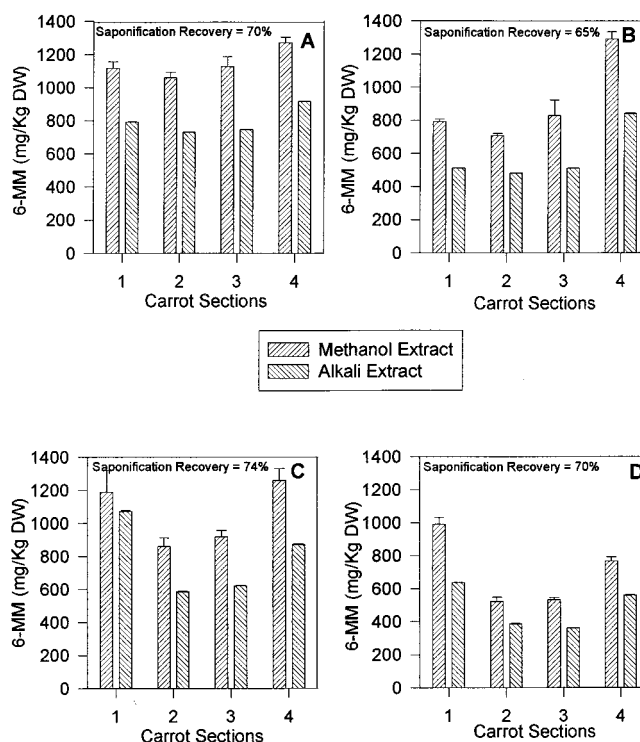 Saponification Recovery = 70%
A
6-MM (mg/Kg DW)
1400
1200
1000
800
600
400
200
0
1 2 3 4
Carrot Sections
Saponification Recovery = 65%
B
6-MM (mg/Kg DW)
1400
1200
1000
800
600
400
200
0
1 2 3 4
Carrot Sections
Methanol Extract
Alkali Extract
Saponification Recovery = 74%
C
6-MM (mg/Kg DW)
1400
1200
1000
800
600
400
200
0
1 2 3 4
Carrot Sections
Saponification Recovery = 70%
D
6-MM (mg/Kg DW)
1400
1200
1000
800
600
400
200
0
1 2 3 4
Carrot Sections